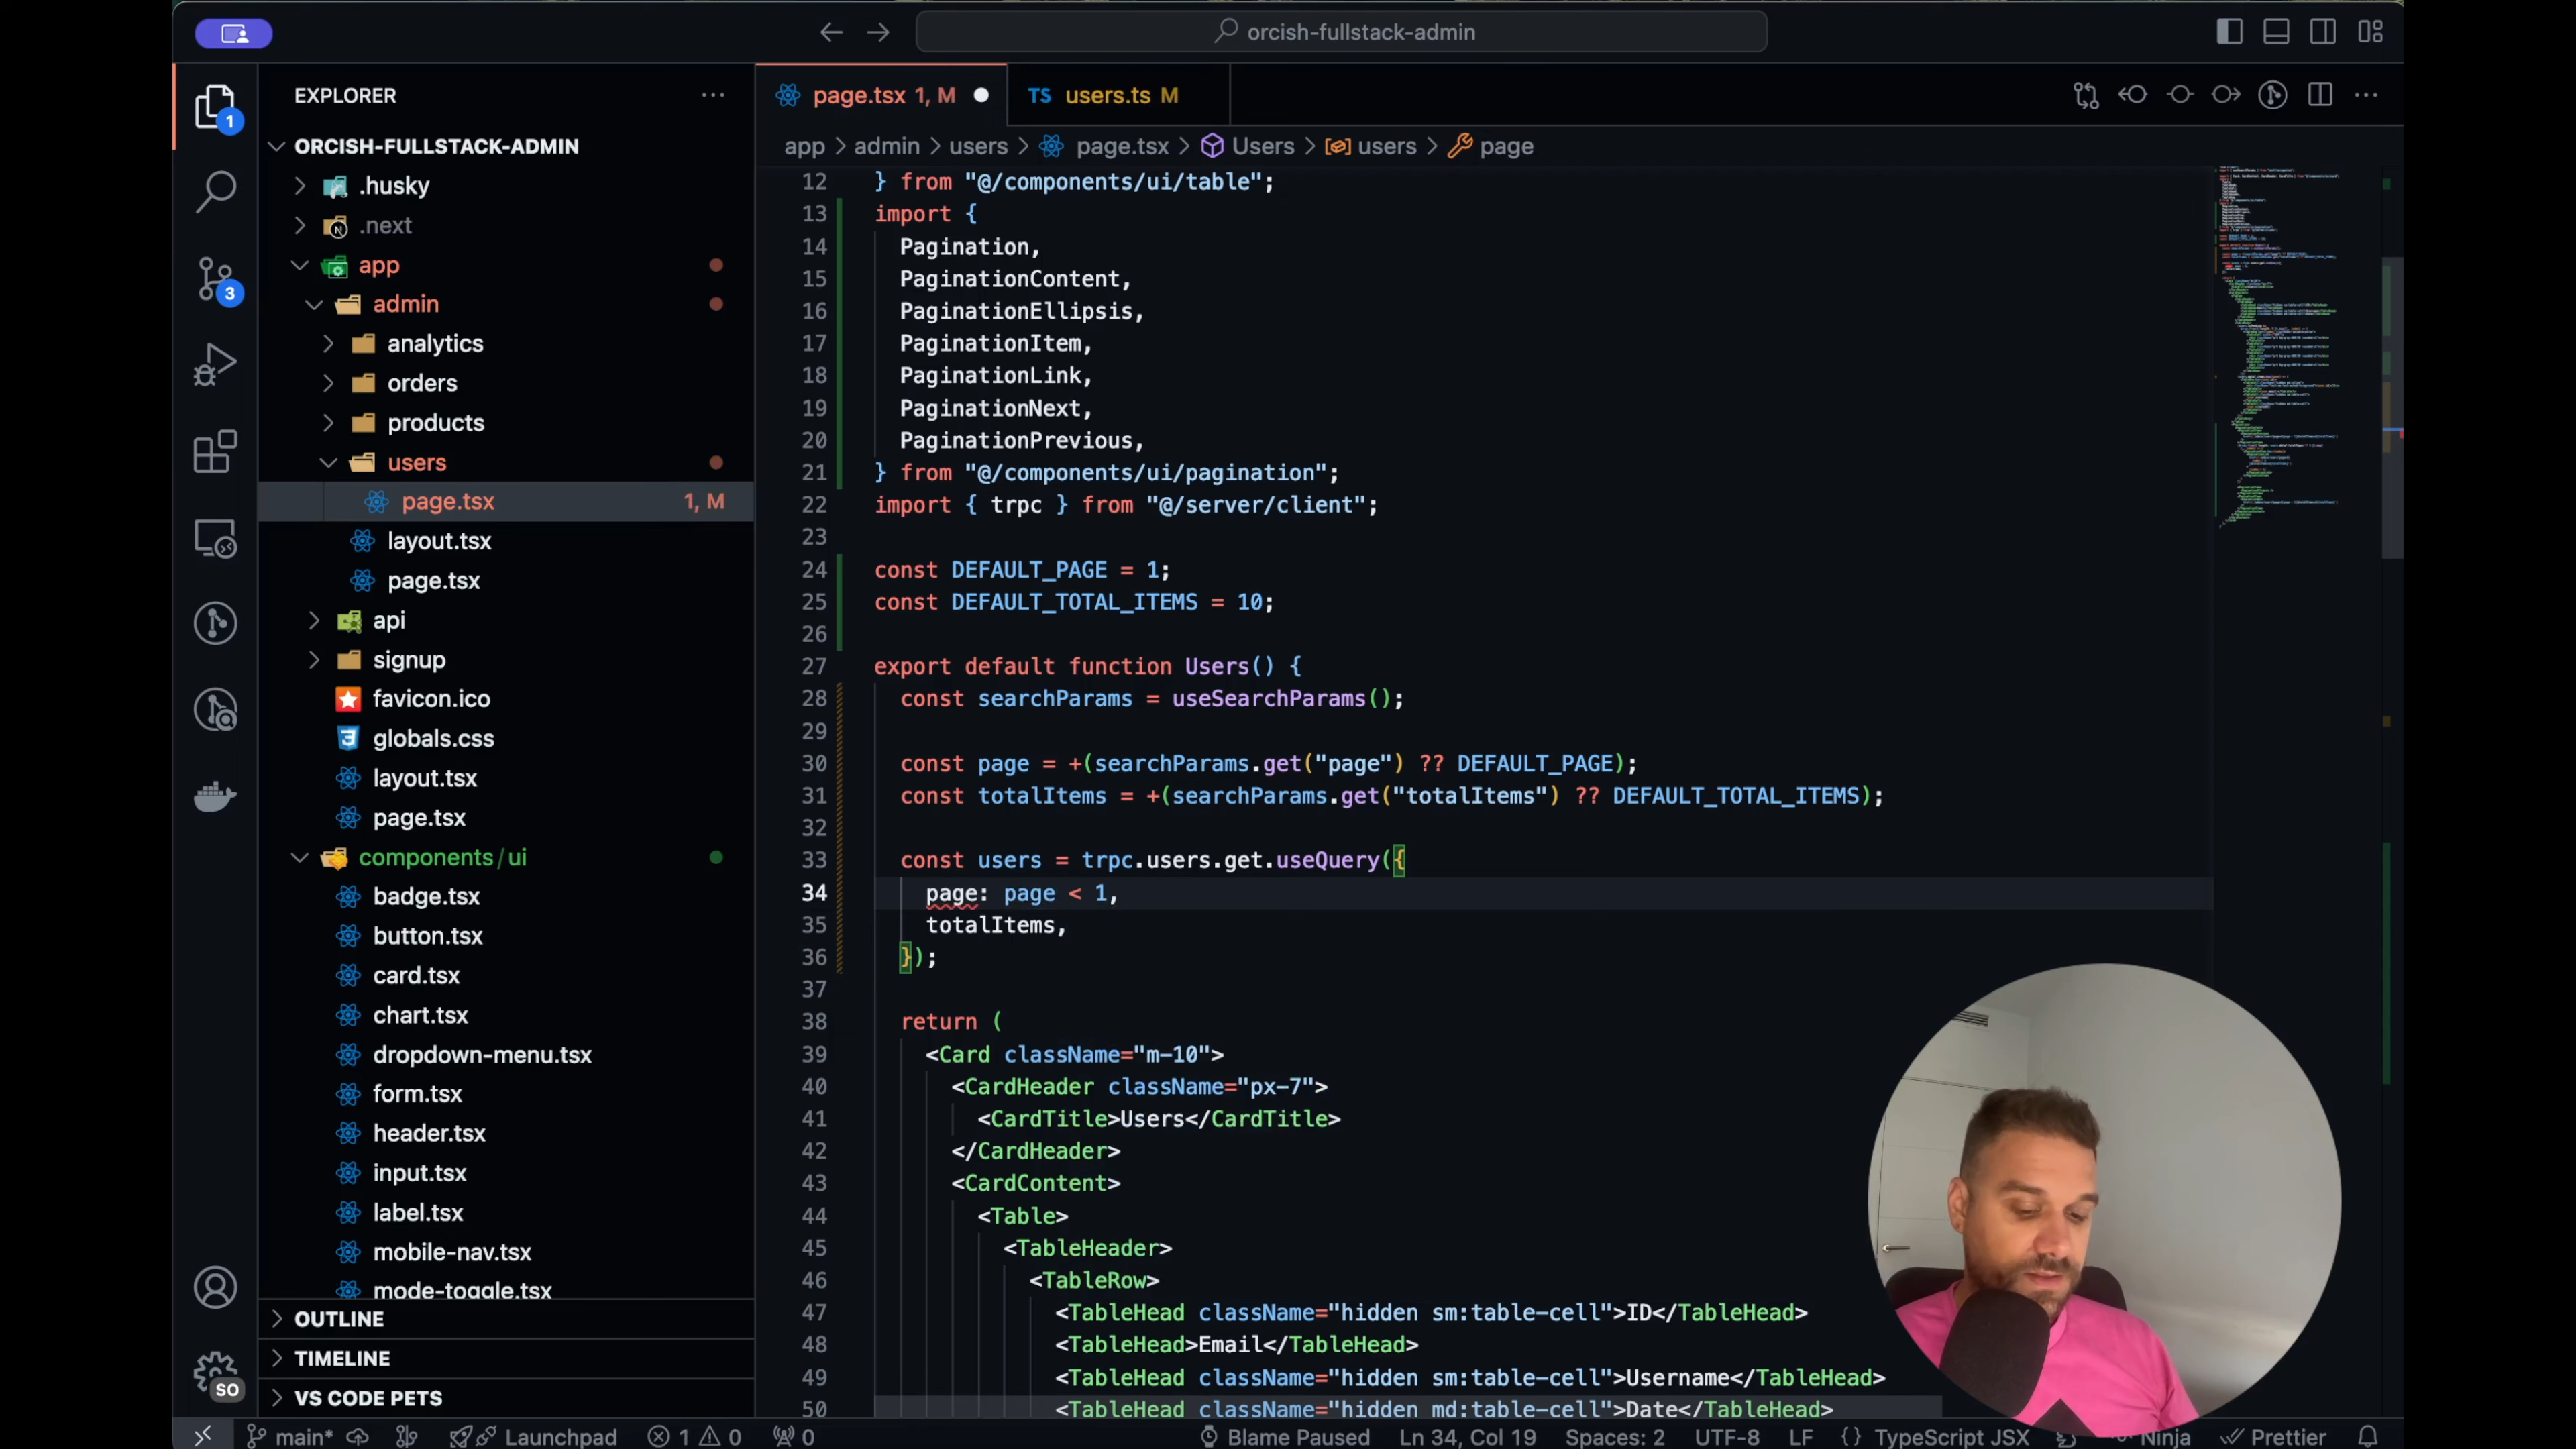 orcish-fullstack-admin
EXPLORER
ORCISH-FULLSTACK-ADMIN
.husky
.next
app
admin
analytics
orders
products
users
page.tsx 1, M
layout.tsx
page.tsx
api
signup
favicon.ico
globals.css
layout.tsx
page.tsx
components/ui
badge.tsx
button.tsx
card.tsx
chart.tsx
dropdown-menu.tsx
form.tsx
header.tsx
input.tsx
label.tsx
mobile-nav.tsx
mode-toggle.tsx
OUTLINE
TIMELINE
VS CODE PETS
1
3
SO
page.tsx 1, M
TS users.ts M
app > admin > users > page.tsx > Users > users > page
12 } from "@/components/ui/table";
13 import {
14 Pagination,
15 PaginationContent,
16 PaginationEllipsis,
17 PaginationItem,
18 PaginationLink,
19 PaginationNext,
20 PaginationPrevious,
21 } from "@/components/ui/pagination";
22 import { trpc } from "@/server/client";
23
24 const DEFAULT_PAGE = 1;
25 const DEFAULT_TOTAL_ITEMS = 10;
26
27 export default function Users() {
28 const searchParams = useSearchParams();
29
30 const page = +(searchParams.get("page") ?? DEFAULT_PAGE);
31 const totalItems = +(searchParams.get("totalItems") ?? DEFAULT_TOTAL_ITEMS);
32
33 const users = trpc.users.get.useQuery({
34 page: page < 1,
35 totalItems,
36 });
37
38 return (
39 <Card className="m-10">
40 <CardHeader className="px-7">
41 <CardTitle>Users</CardTitle>
42 </CardHeader>
43 <CardContent>
44 <Table>
45 <TableHeader>
46 <TableRow>
47 <TableHead className="hidden sm:table-cell">ID</TableHead>
48 <TableHead>Email</TableHead>
49 <TableHead className="hidden sm:table-cell">Username</TableHead>
50 <TableHead className="hidden md:table-cell">Date</TableHead>
main* Launchpad 1 0 0 Blame Paused Ln 34, Col 19 Spaces: 2 UTF-8 LF {} TypeScript JSX Ninja Prettier